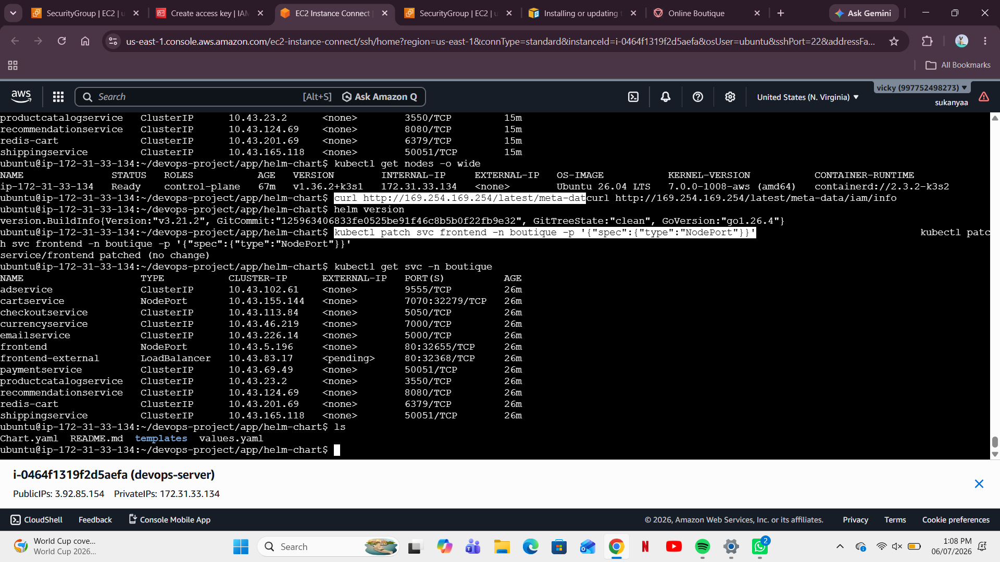 SecurityGroup | EC2 | u
Create access key | IAM
EC2 Instance Connect
SecurityGroup | EC2 | u
Installing or updating t
Online Boutique
Ask Gemini
us-east-1.console.aws.amazon.com/ec2-instance-connect/ssh/home?region=us-east-1&connType=standard&instanceId=i-0464f1319f2d5aefa&osUser=ubuntu&sshPort=22&addressFa...
All Bookmarks
aws
Search
[Alt+S]
Ask Amazon Q
United States (N. Virginia)
vicky (997752498273)
sukanyaa
productcatalogservice ClusterIP 10.43.23.2 <none> 3550/TCP 15m
recommendationservice ClusterIP 10.43.124.69 <none> 8080/TCP 15m
redis-cart ClusterIP 10.43.201.69 <none> 6379/TCP 15m
shippingservice ClusterIP 10.43.165.118 <none> 50051/TCP 15m
ubuntu@ip-172-31-33-134:~/devops-project/app/helm-chart$ kubectl get nodes -o wide
NAME STATUS ROLES AGE VERSION INTERNAL-IP EXTERNAL-IP OS-IMAGE KERNEL-VERSION CONTAINER-RUNTIME
ip-172-31-33-134 Ready control-plane 67m v1.36.2+k3s1 172.31.33.134 <none> Ubuntu 26.04 LTS 7.0.0-1008-aws (amd64) containerd://2.3.2-k3s2
ubuntu@ip-172-31-33-134:~/devops-project/app/helm-chart$ curl http://169.254.169.254/latest/meta-datcurl http://169.254.169.254/latest/meta-data/iam/info
ubuntu@ip-172-31-33-134:~/devops-project/app/helm-chart$ helm version
version.BuildInfo{Version:"v3.21.2", GitCommit:"125963406833fe0525be91f46c8b5b0f22fb9e32", GitTreeState:"clean", GoVersion:"go1.26.4"}
ubuntu@ip-172-31-33-134:~/devops-project/app/helm-chart$ kubectl patch svc frontend -n boutique -p '{"spec":{"type":"NodePort"}}' kubectl patc
h svc frontend -n boutique -p '{"spec":{"type":"NodePort"}}'
service/frontend patched (no change)
ubuntu@ip-172-31-33-134:~/devops-project/app/helm-chart$ kubectl get svc -n boutique
NAME TYPE CLUSTER-IP EXTERNAL-IP PORT(S) AGE
adservice ClusterIP 10.43.102.61 <none> 9555/TCP 26m
cartservice NodePort 10.43.155.144 <none> 7070:32279/TCP 26m
checkoutservice ClusterIP 10.43.113.84 <none> 5050/TCP 26m
currencyservice ClusterIP 10.43.46.219 <none> 7000/TCP 26m
emailservice ClusterIP 10.43.226.14 <none> 5000/TCP 26m
frontend NodePort 10.43.5.196 <none> 80:32655/TCP 26m
frontend-external LoadBalancer 10.43.83.17 <pending> 80:32368/TCP 26m
paymentservice ClusterIP 10.43.69.49 <none> 50051/TCP 26m
productcatalogservice ClusterIP 10.43.23.2 <none> 3550/TCP 26m
recommendationservice ClusterIP 10.43.124.69 <none> 8080/TCP 26m
redis-cart ClusterIP 10.43.201.69 <none> 6379/TCP 26m
shippingservice ClusterIP 10.43.165.118 <none> 50051/TCP 26m
ubuntu@ip-172-31-33-134:~/devops-project/app/helm-chart$ ls
Chart.yaml README.md templates values.yaml
ubuntu@ip-172-31-33-134:~/devops-project/app/helm-chart$
i-0464f1319f2d5aefa (devops-server)
PublicIPs: 3.92.85.154 PrivateIPs: 172.31.33.134
CloudShell
Feedback
Console Mobile App
© 2026, Amazon Web Services, Inc. or its affiliates.
Privacy
Terms
Cookie preferences
World Cup cove...
World Cup 2026...
Search
2
1:08 PM
06/07/2026